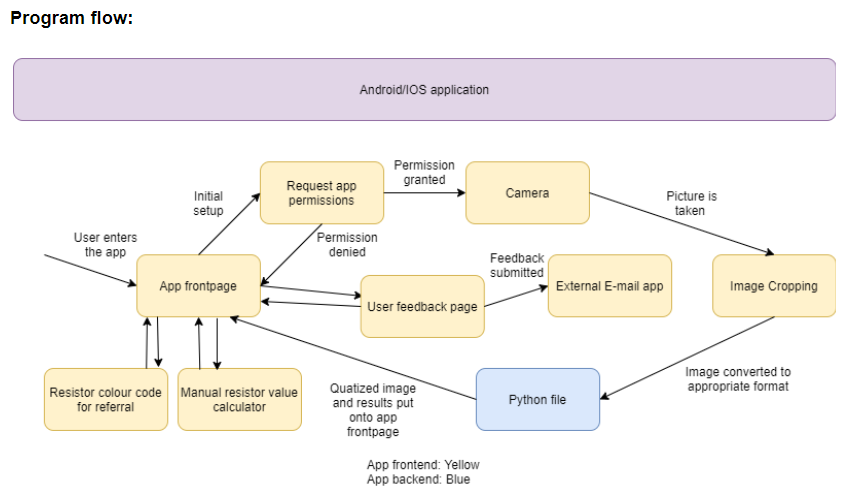 Program flow:
Android/IOS application
Request app
permissions
Permission
granted
Camera
Initial
setup
Picture is
taken
User enters
the app
Permission
denied
App frontpage
Feedback
submitted
User feedback page
External E-mail app
Image Cropping
Resistor colour code
for referral
Manual resistor value
calculator
Quatized image
and results put
onto app
frontpage
Python file
Image converted to
appropriate format
App frontend: Yellow
App backend: Blue